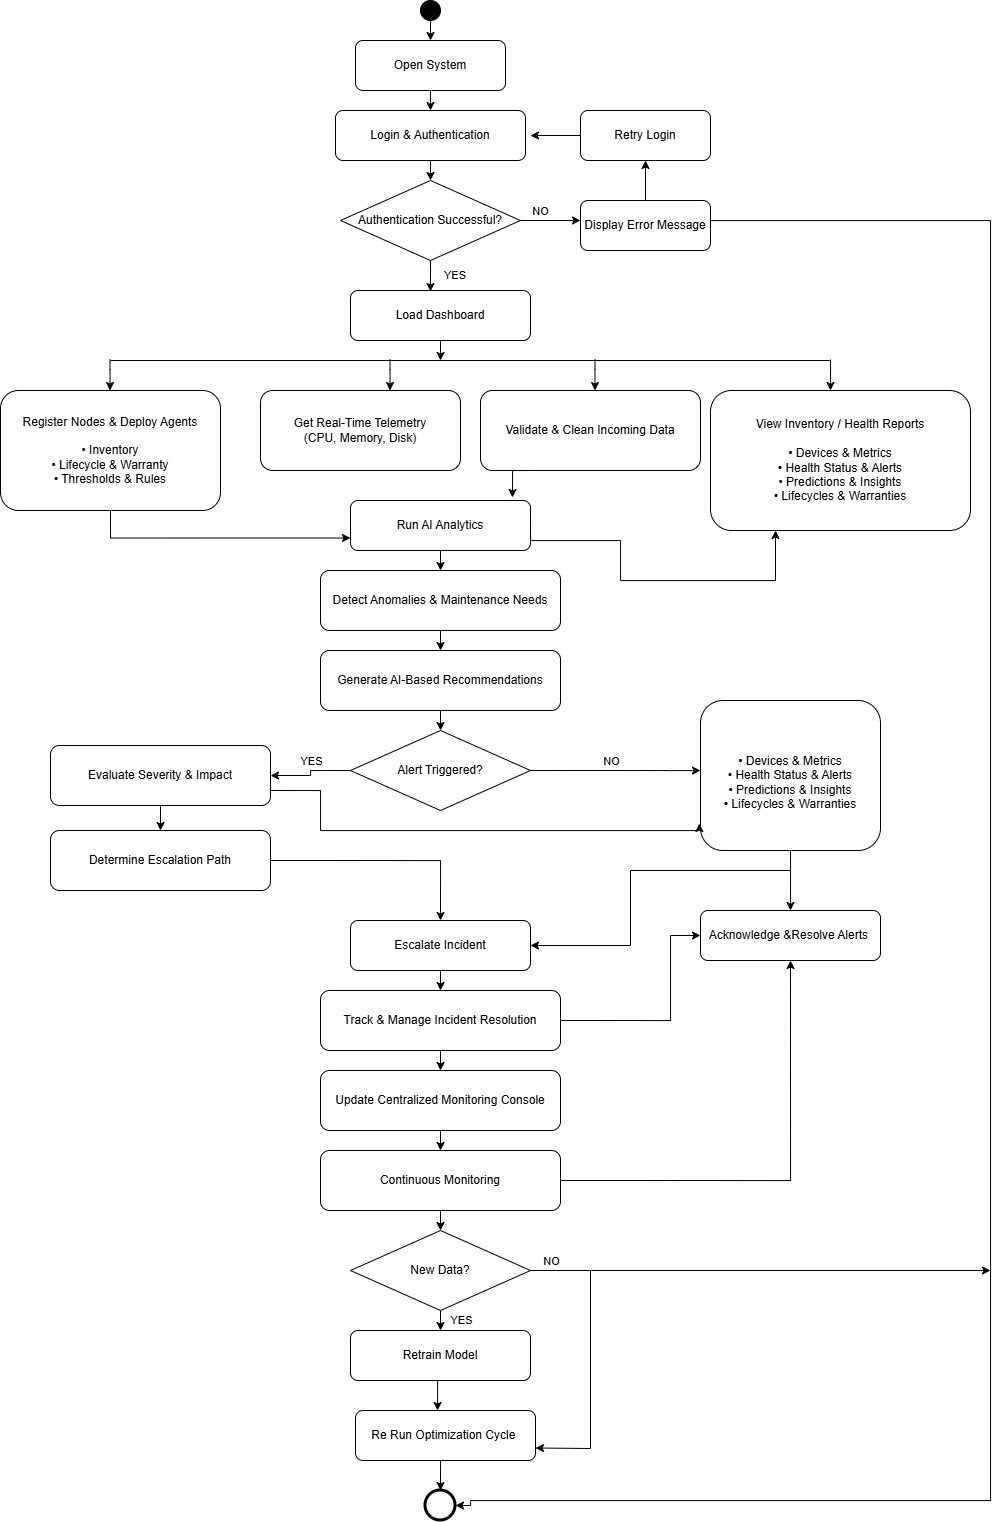 Open System
Login & Authentication
Retry Login
Authentication Successful?
NO
Display Error Message
YES
Load Dashboard
Register Nodes & Deploy Agents
• Inventory
• Lifecycle & Warranty
• Thresholds & Rules
Get Real-Time Telemetry
(CPU, Memory, Disk)
Validate & Clean Incoming Data
View Inventory / Health Reports
• Devices & Metrics
• Health Status & Alerts
• Predictions & Insights
• Lifecycles & Warranties
Run AI Analytics
Detect Anomalies & Maintenance Needs
Generate AI-Based Recommendations
Alert Triggered?
YES
NO
Evaluate Severity & Impact
• Devices & Metrics
• Health Status & Alerts
• Predictions & Insights
• Lifecycles & Warranties
Determine Escalation Path
Escalate Incident
Acknowledge &Resolve Alerts
Track & Manage Incident Resolution
Update Centralized Monitoring Console
Continuous Monitoring
New Data?
NO
YES
Retrain Model
Re Run Optimization Cycle